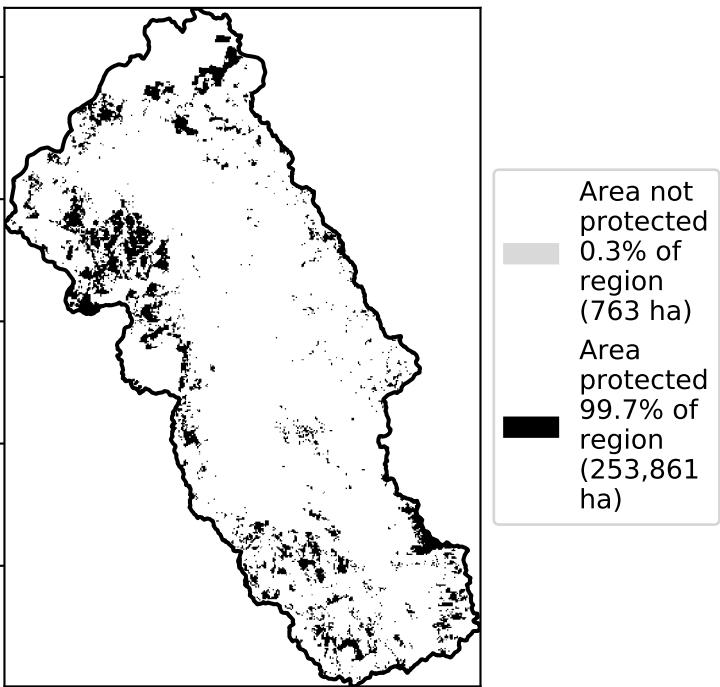 Area not
protected
0.3% of
region
(763 ha)
Area
protected
99.7% of
region
(253,861
ha)